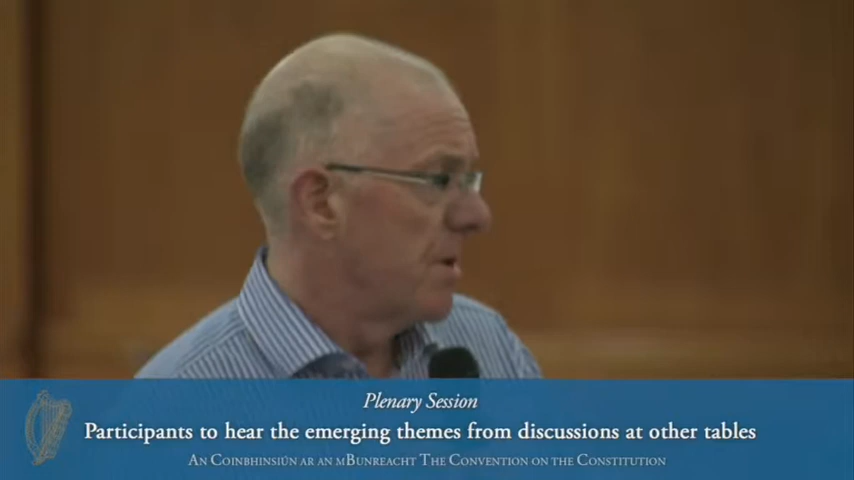 Plenary Session
Participants to hear the emerging themes from discussions at other tables
An Coinbhinsiún ar an mBunreacht The Convention on the Constitution